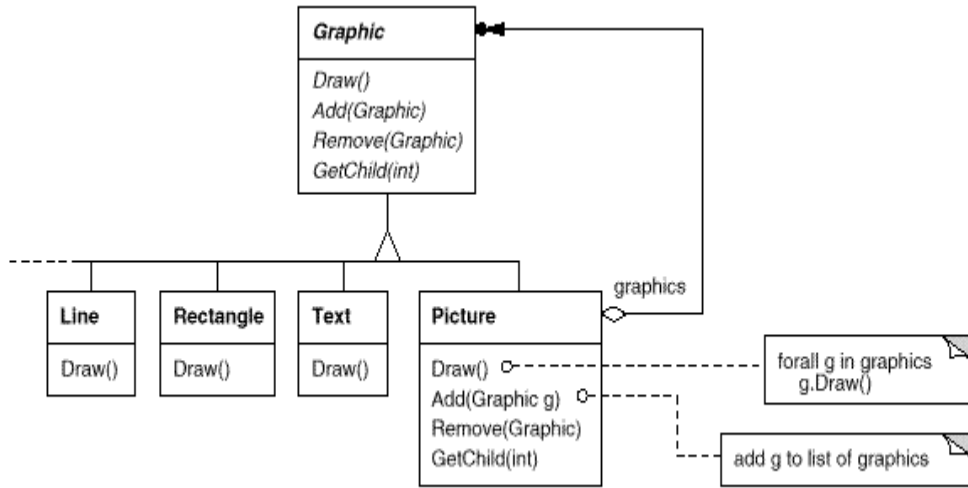 Graphic
Draw()
Add(Graphic)
Remove(Graphic)
GetChild(int)
graphics
Line
Draw()
Rectangle
Draw()
Text
Draw()
Picture
Draw()
Add(Graphic g)
Remove(Graphic)
GetChild(int)
forall g in graphics
g.Draw()
add g to list of graphics